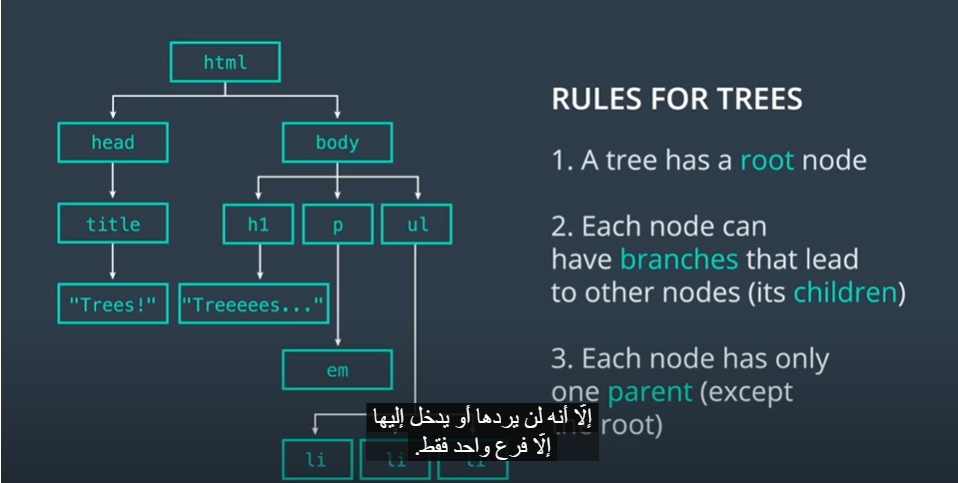 html
head
body
title
h1
p
ul
"Trees!"
"Treeeees..."
em
li
li
li
RULES FOR TREES
1. A tree has a root node
2. Each node can
have branches that lead
to other nodes (its children)
3. Each node has only
one parent (except
root)
إلّا أنه لن يردها أو يدخل إليها
إلّا فرع واحد فقط.